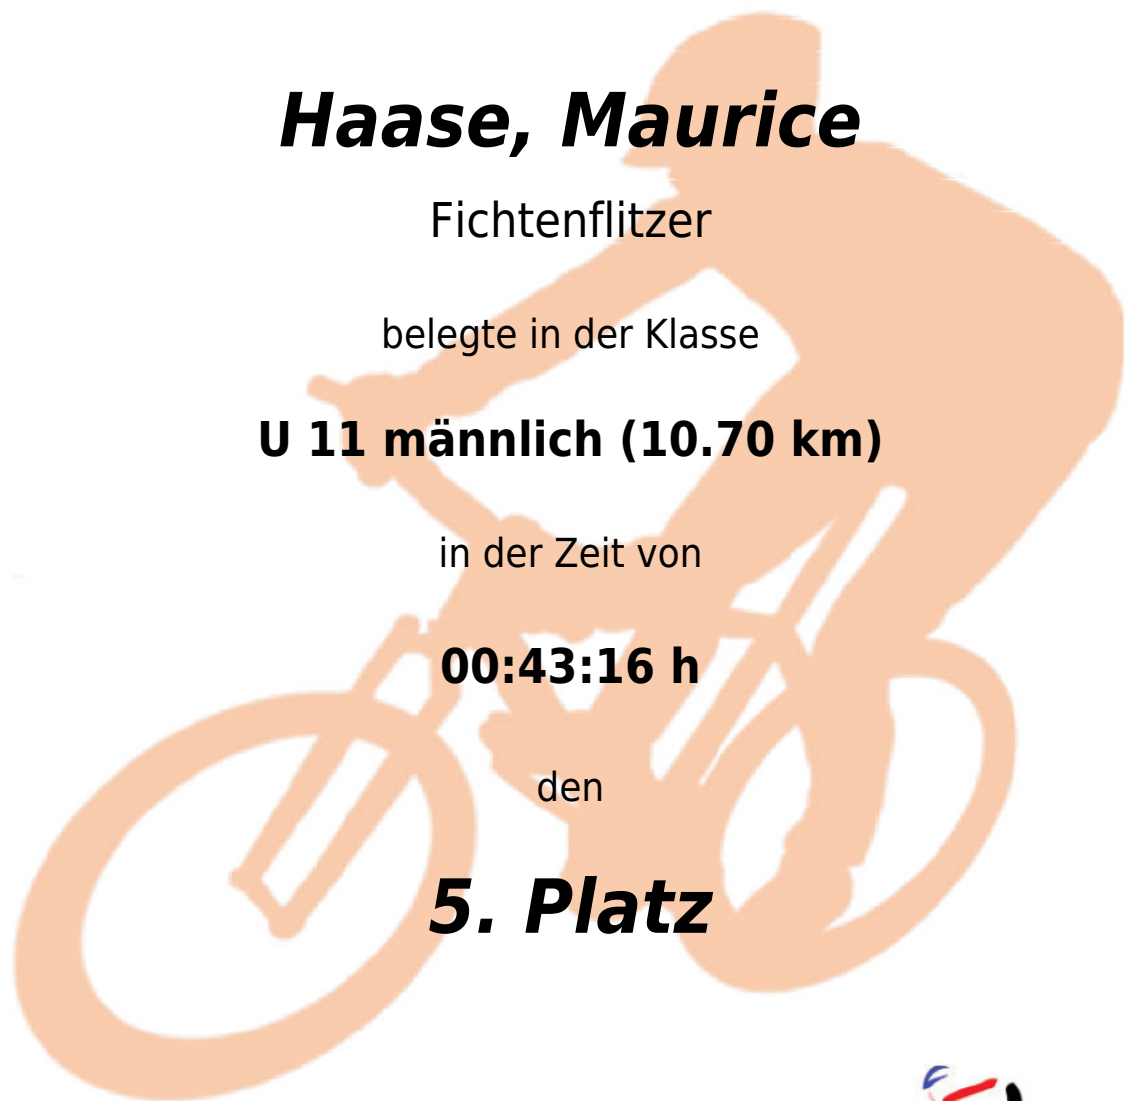 Haase, Maurice
Fichtenflitzer
belegte in der Klasse
U 11 männlich (10.70 km)
in der Zeit von
00:43:16 h
den
5. Platz